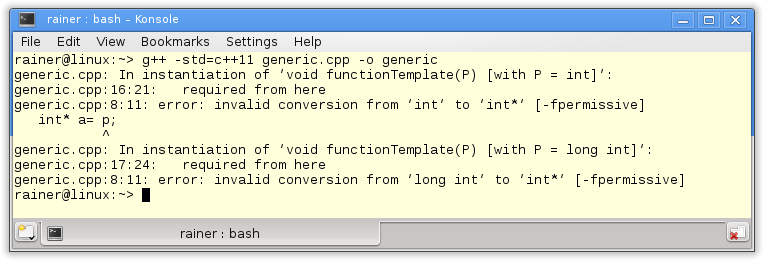 rainer : bash – Konsole
File Edit View Bookmarks Settings Help
rainer@linux:~> g++ -std=c++11 generic.cpp -o generic
generic.cpp: In instantiation of ‘void functionTemplate(P) [with P = int]’:
generic.cpp:16:21:   required from here
generic.cpp:8:11: error: invalid conversion from ‘int’ to ‘int*’ [-fpermissive]
   int* a= p;
           ^
generic.cpp: In instantiation of ‘void functionTemplate(P) [with P = long int]’:
generic.cpp:17:24:   required from here
generic.cpp:8:11: error: invalid conversion from ‘long int’ to ‘int*’ [-fpermissive]
rainer@linux:~>
rainer : bash